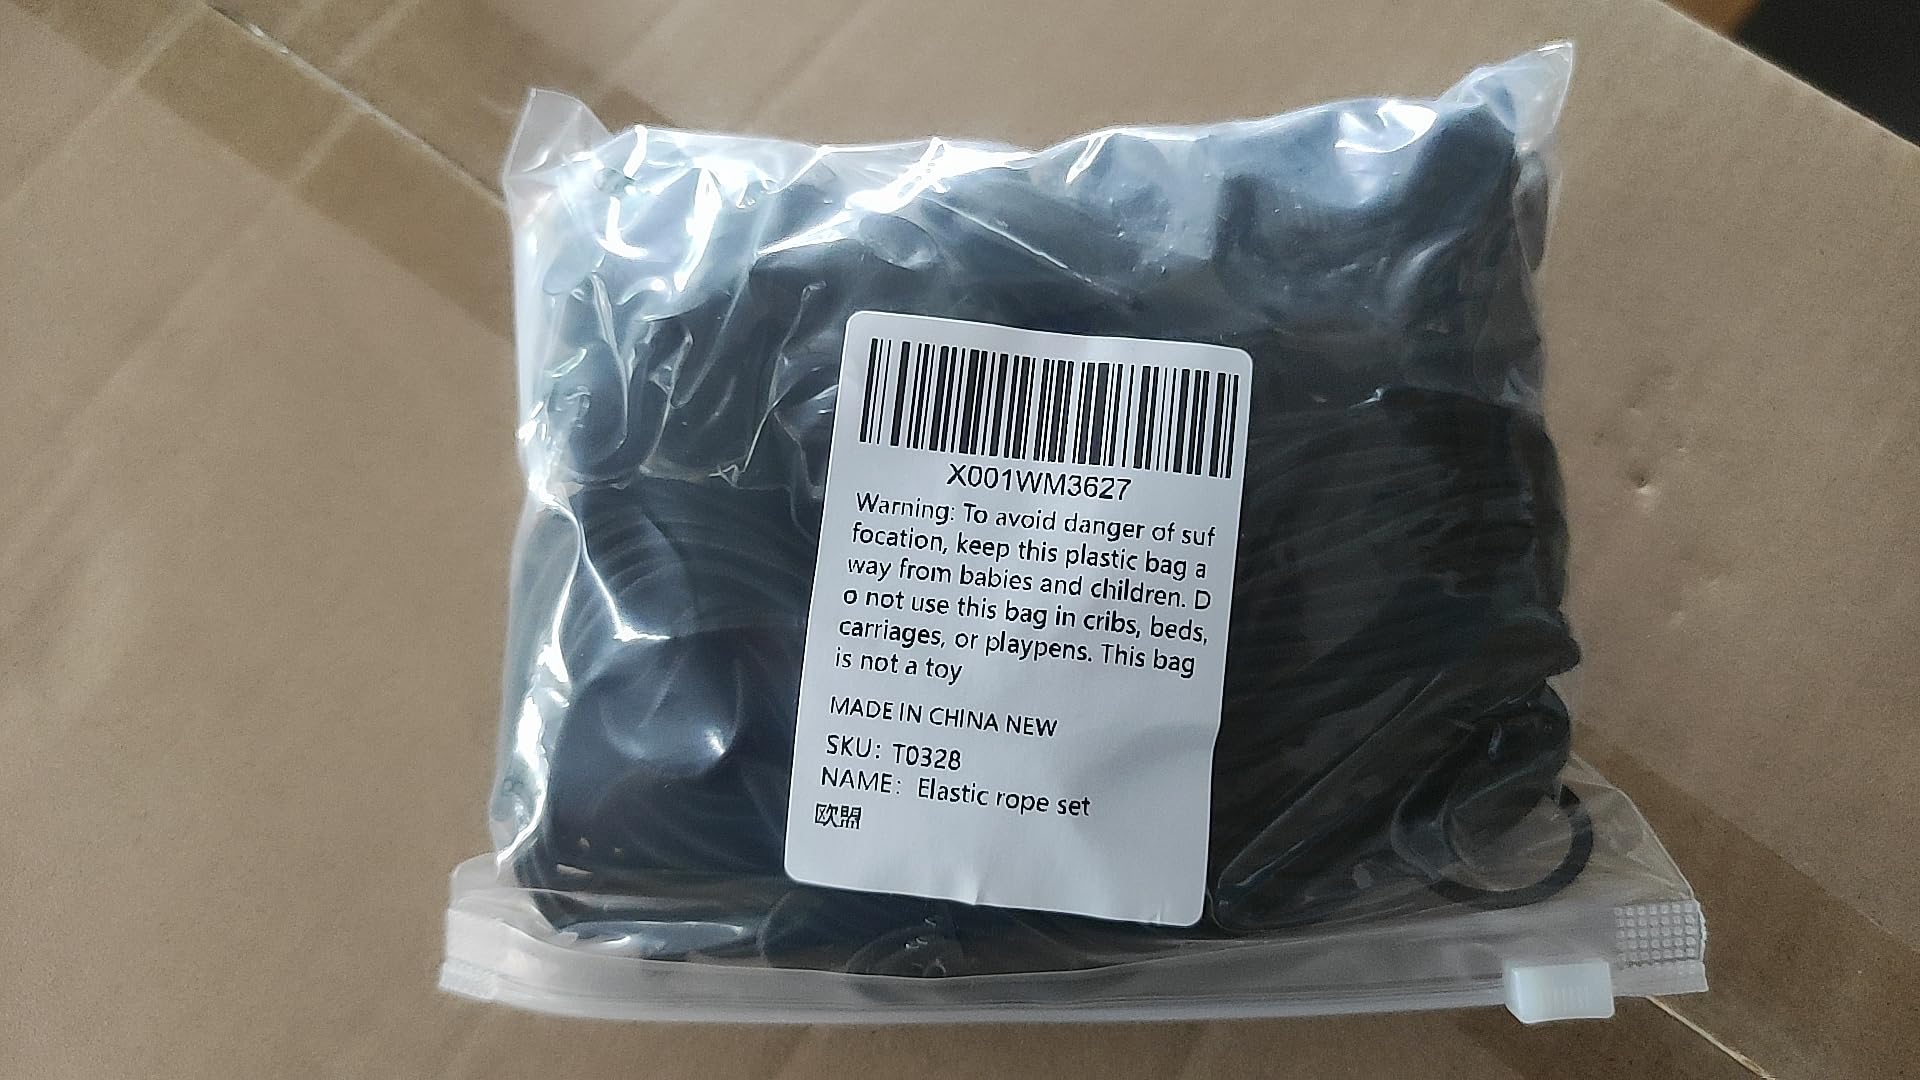 X001WM3627
Warning: To avoid danger of suf
focation, keep this plastic bag a
way from babies and children. D
o not use this bag in cribs, beds,
carriages, or playpens. This bag
is not a toy
MADE IN CHINA NEW
SKU: T0328
NAME: Elastic rope set
欧盟